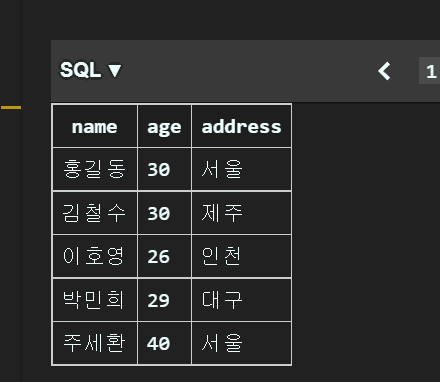 SQL ▼
1
name age address
홍길동 30 서울
김철수 30 제주
이호영 26 인천
박민희 29 대구
주세환 40 서울